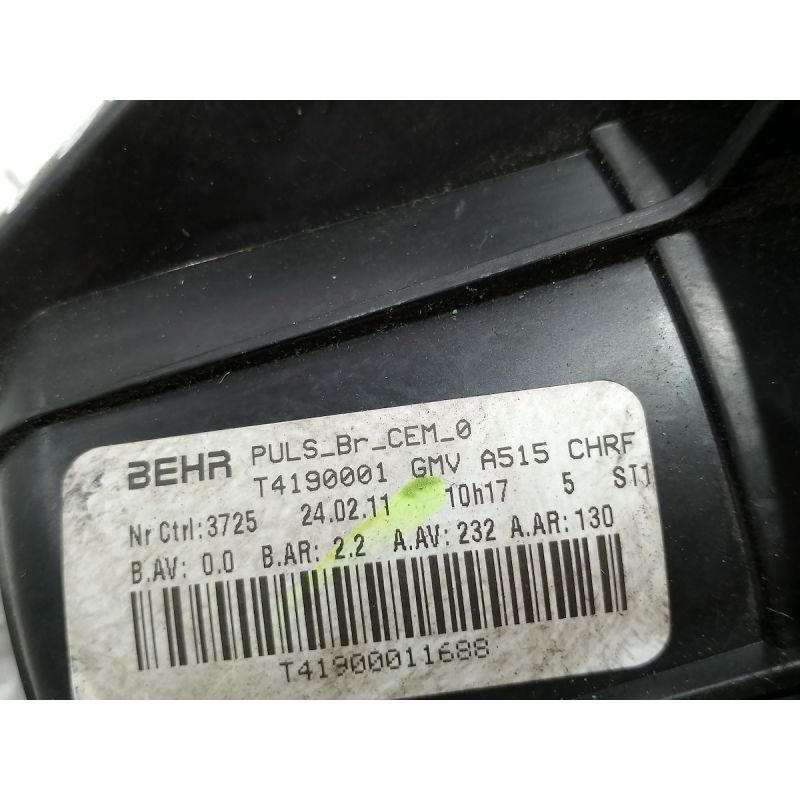 BEHR PULS_Br_CEM_0
T4190001 GMV A515 CHRF
Nr Ctrl:3725 24.02.11 10h17 5 ST1
B.AV: 0.0 B.AR: 2.2 A.AV: 232 A.AR: 130
T41900011688